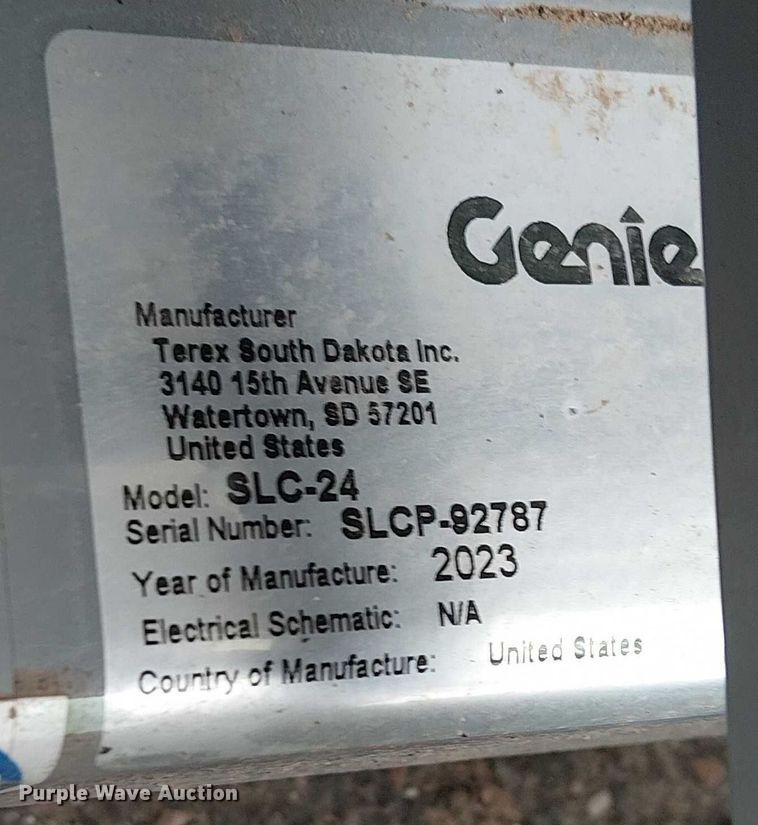 Genie
Manufacturer
Terex South Dakota Inc.
3140 15th Avenue SE
Watertown, SD 57201
United States
Model: SLC-24
Serial Number: SLCP-92787
Year of Manufacture: 2023
Electrical Schematic: N/A
Country of Manufacture: United States
Purple Wave Auction